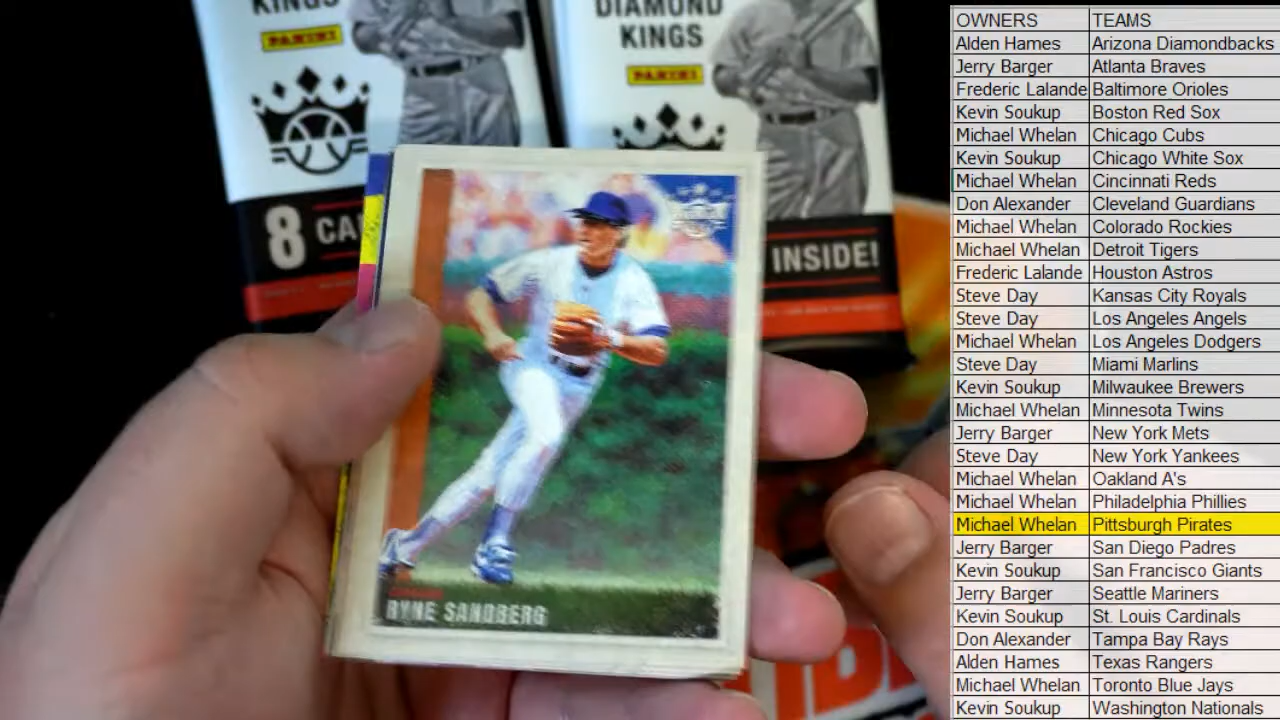 KINGS
PANINI
8 CA
DIAMOND
KINGS
PANINI
INSIDE!
RYNE SANDBERG
OWNERS TEAMS
Alden Hames Arizona Diamondbacks
Jerry Barger Atlanta Braves
Frederic Lalande Baltimore Orioles
Kevin Soukup Boston Red Sox
Michael Whelan Chicago Cubs
Kevin Soukup Chicago White Sox
Michael Whelan Cincinnati Reds
Don Alexander Cleveland Guardians
Michael Whelan Colorado Rockies
Michael Whelan Detroit Tigers
Frederic Lalande Houston Astros
Steve Day Kansas City Royals
Steve Day Los Angeles Angels
Michael Whelan Los Angeles Dodgers
Steve Day Miami Marlins
Kevin Soukup Milwaukee Brewers
Michael Whelan Minnesota Twins
Jerry Barger New York Mets
Steve Day New York Yankees
Michael Whelan Oakland A's
Michael Whelan Philadelphia Phillies
Michael Whelan Pittsburgh Pirates
Jerry Barger San Diego Padres
Kevin Soukup San Francisco Giants
Jerry Barger Seattle Mariners
Kevin Soukup St. Louis Cardinals
Don Alexander Tampa Bay Rays
Alden Hames Texas Rangers
Michael Whelan Toronto Blue Jays
Kevin Soukup Washington Nationals